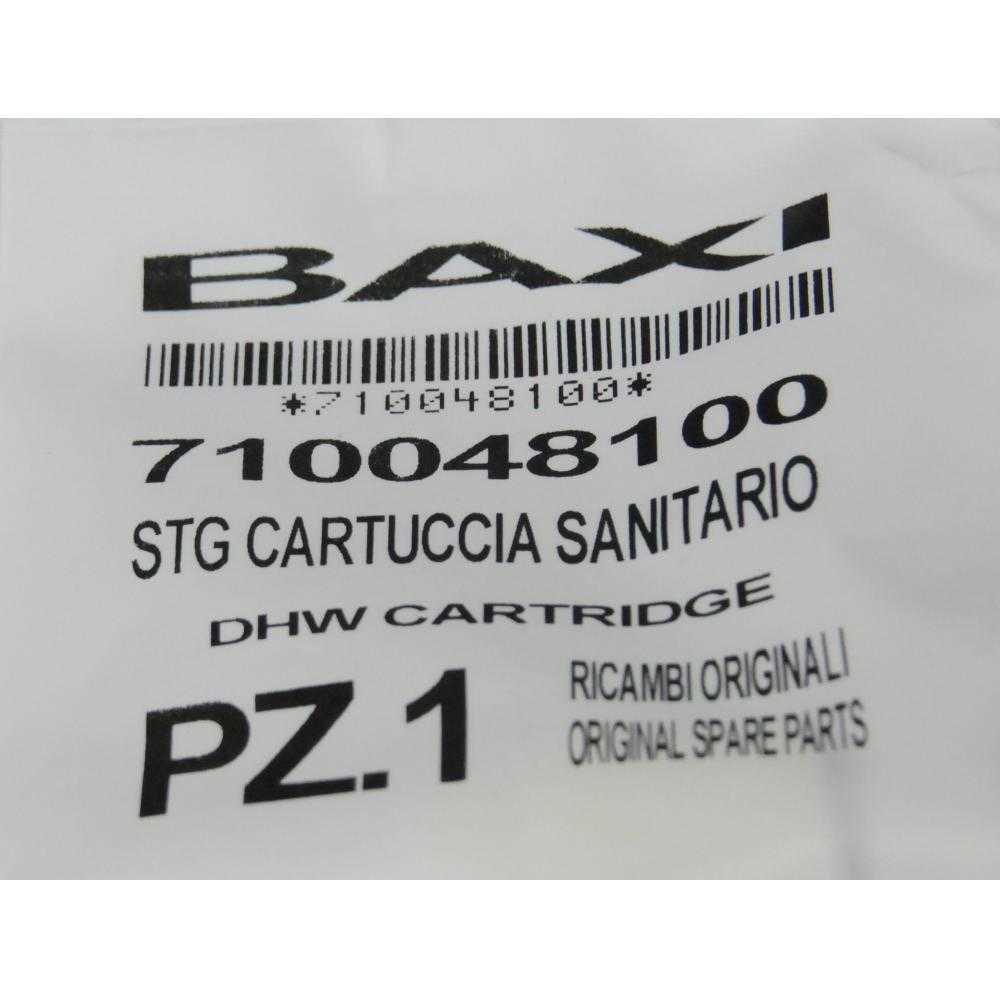 BAXI
*710048100*
710048100
STG CARTUCCIA SANITARIO
DHW CARTRIDGE
PZ.1
RICAMBI ORIGINALI
ORIGINAL SPARE PARTS